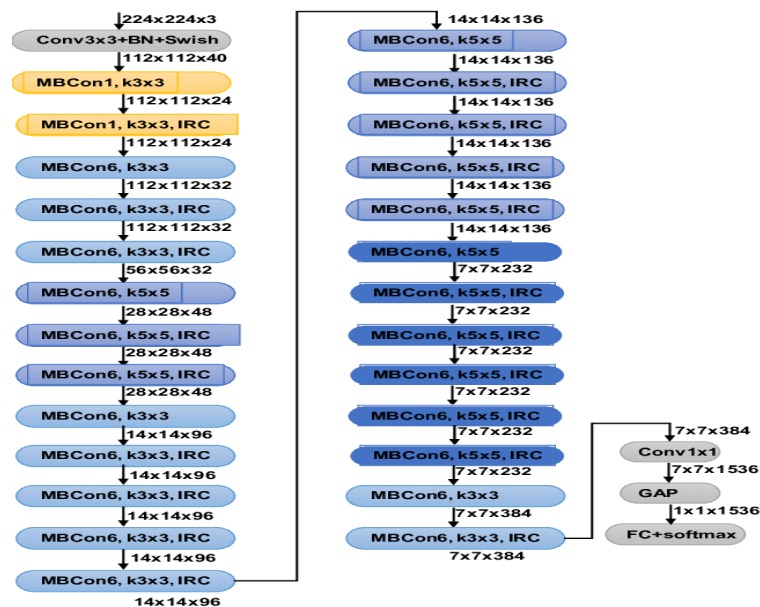 224x224x3
Conv3x3+BN+Swish
112x112x40
MBCon1, k3x3
112x112x24
MBCon1, k3x3, IRC
112x112x24
MBCon6, k3x3
112x112x32
MBCon6, k3x3, IRC
112x112x32
MBCon6, k3x3, IRC
56x56x32
MBCon6, k5x5
28x28x48
MBCon6, k5x5, IRC
28x28x48
MBCon6, k5x5, IRC
28x28x48
MBCon6, k3x3
14x14x96
MBCon6, k3x3, IRC
14x14x96
MBCon6, k3x3, IRC
14x14x96
MBCon6, k3x3, IRC
14x14x96
MBCon6, k3x3, IRC
14x14x96
14x14x136
MBCon6, k5x5
14x14x136
MBCon6, k5x5, IRC
14x14x136
MBCon6, k5x5, IRC
14x14x136
MBCon6, k5x5, IRC
14x14x136
MBCon6, k5x5, IRC
14x14x136
MBCon6, k5x5
7x7x232
MBCon6, k5x5, IRC
7x7x232
MBCon6, k5x5, IRC
7x7x232
MBCon6, k5x5, IRC
7x7x232
MBCon6, k5x5, IRC
7x7x232
MBCon6, k5x5, IRC
7x7x232
MBCon6, k3x3
7x7x384
MBCon6, k3x3, IRC
7x7x384
7x7x384
Conv1x1
7x7x1536
GAP
1x1x1536
FC+softmax